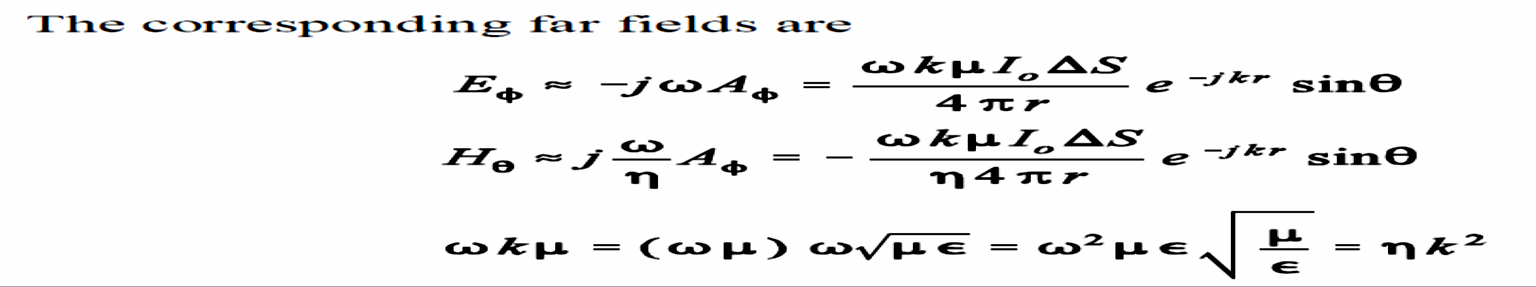 The corresponding far fields are
E_ϕ ≈ −jωA_ϕ = (ωkμI_oΔS)/(4πr) e^{−jkr} sinθ
H_θ ≈ j(ω/η)A_ϕ = −(ωkμI_oΔS)/(η4πr) e^{−jkr} sinθ
ωkμ = (ωμ)ω√(μϵ) = ω²μϵ√(μ/ϵ) = ηk²